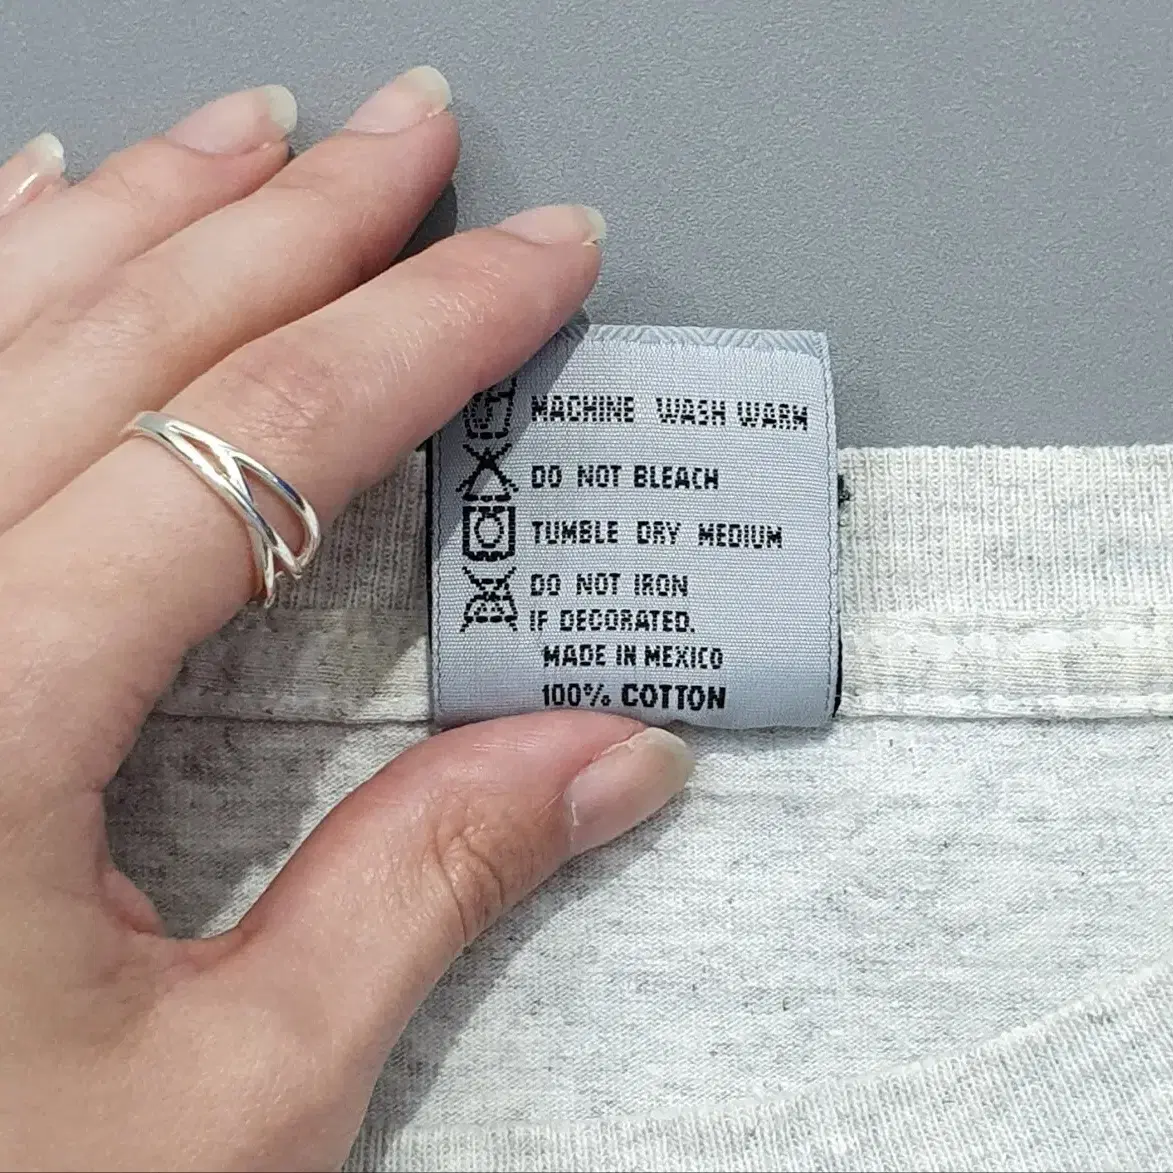 MACHINE WASH WARM
DO NOT BLEACH
TUMBLE DRY MEDIUM
DO NOT IRON
IF DECORATED.
MADE IN MEXICO
100% COTTON